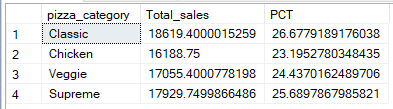 pizza_category Total_sales PCT
1 Classic 18619.4000015259 26.6779189176038
2 Chicken 16188.75 23.1952780348435
3 Veggie 17055.4000778198 24.4370162489706
4 Supreme 17929.7499866486 25.6897867985821